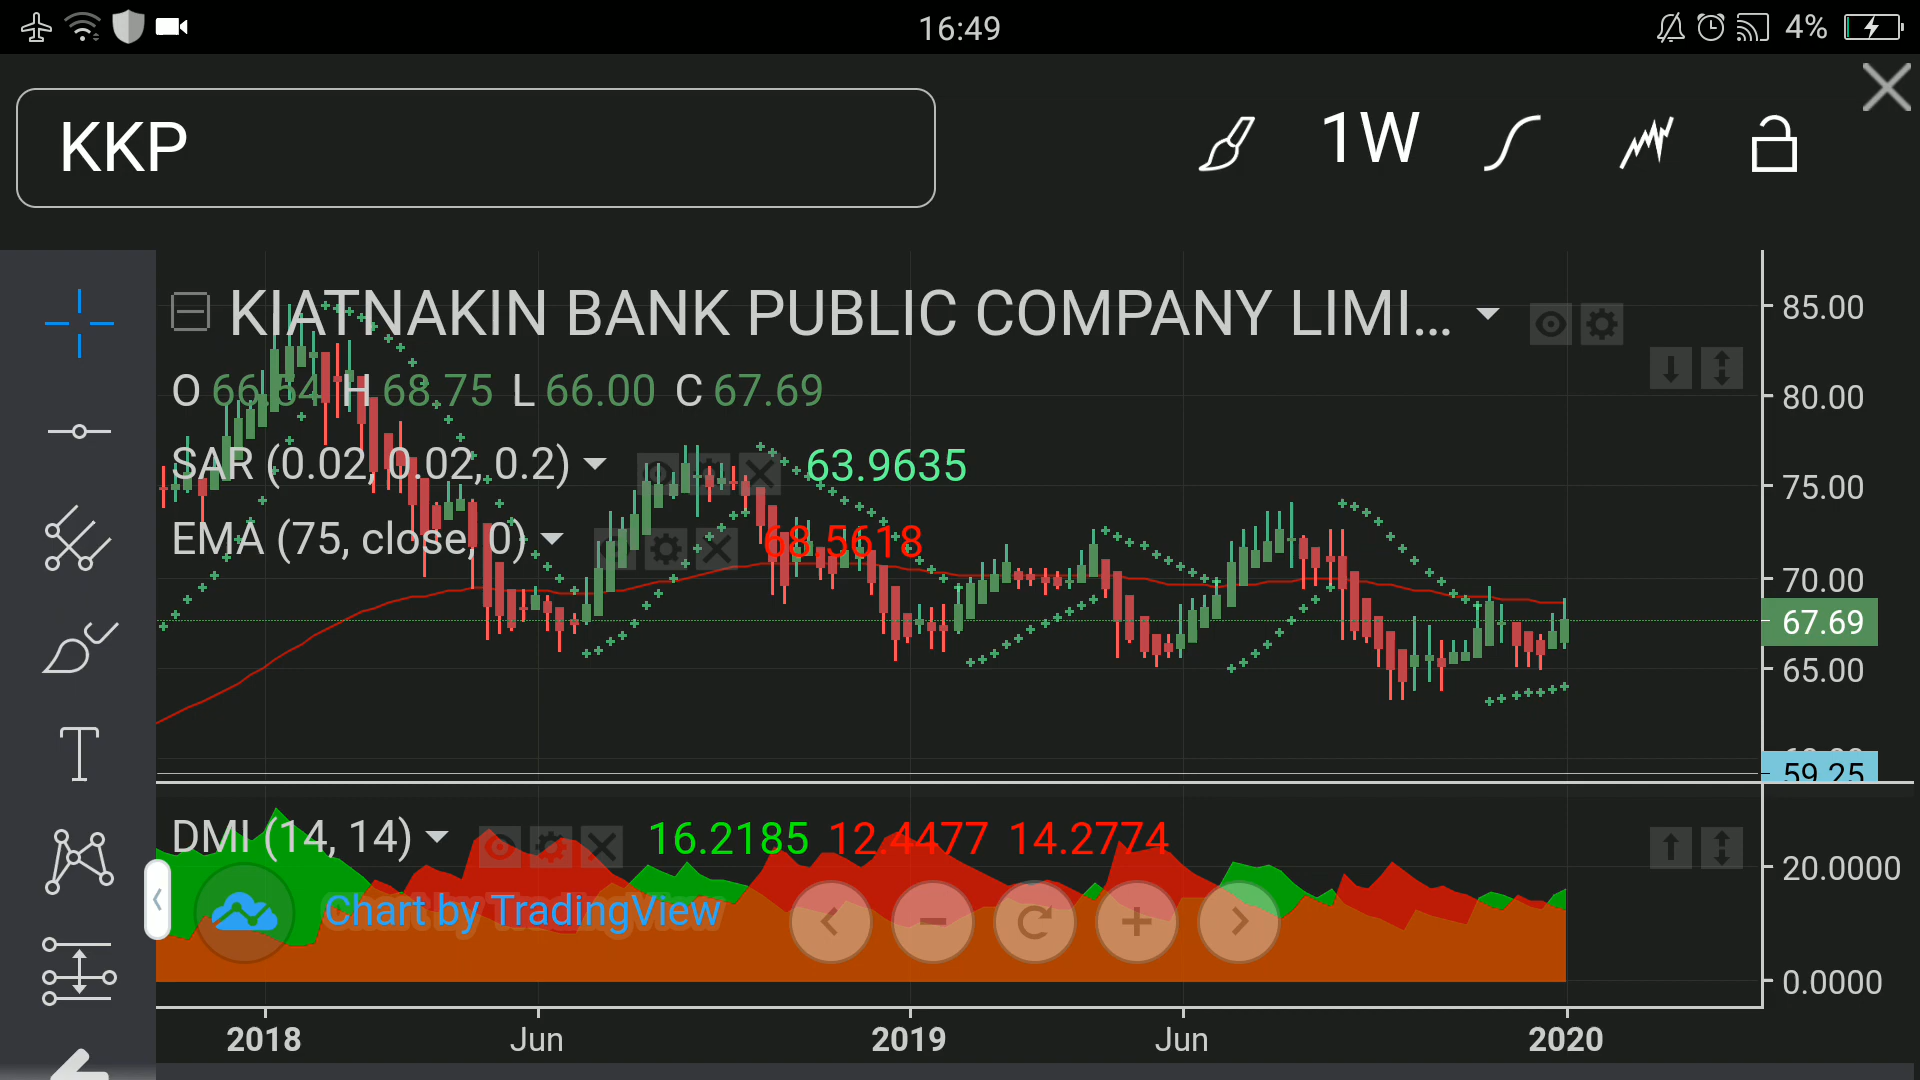 16:49
4%
KKP
1W
KIATNAKIN BANK PUBLIC COMPANY LIMI...
O 66.64 H 68.75 L 66.00 C 67.69
SAR (0.02, 0.02, 0.2) 63.9635
EMA (75, close, 0) 68.5618
85.00
80.00
75.00
70.00
67.69
65.00
59.25
DMI (14, 14) 16.2185 12.4477 14.2774
Chart by TradingView
20.0000
0.0000
2018 Jun 2019 Jun 2020